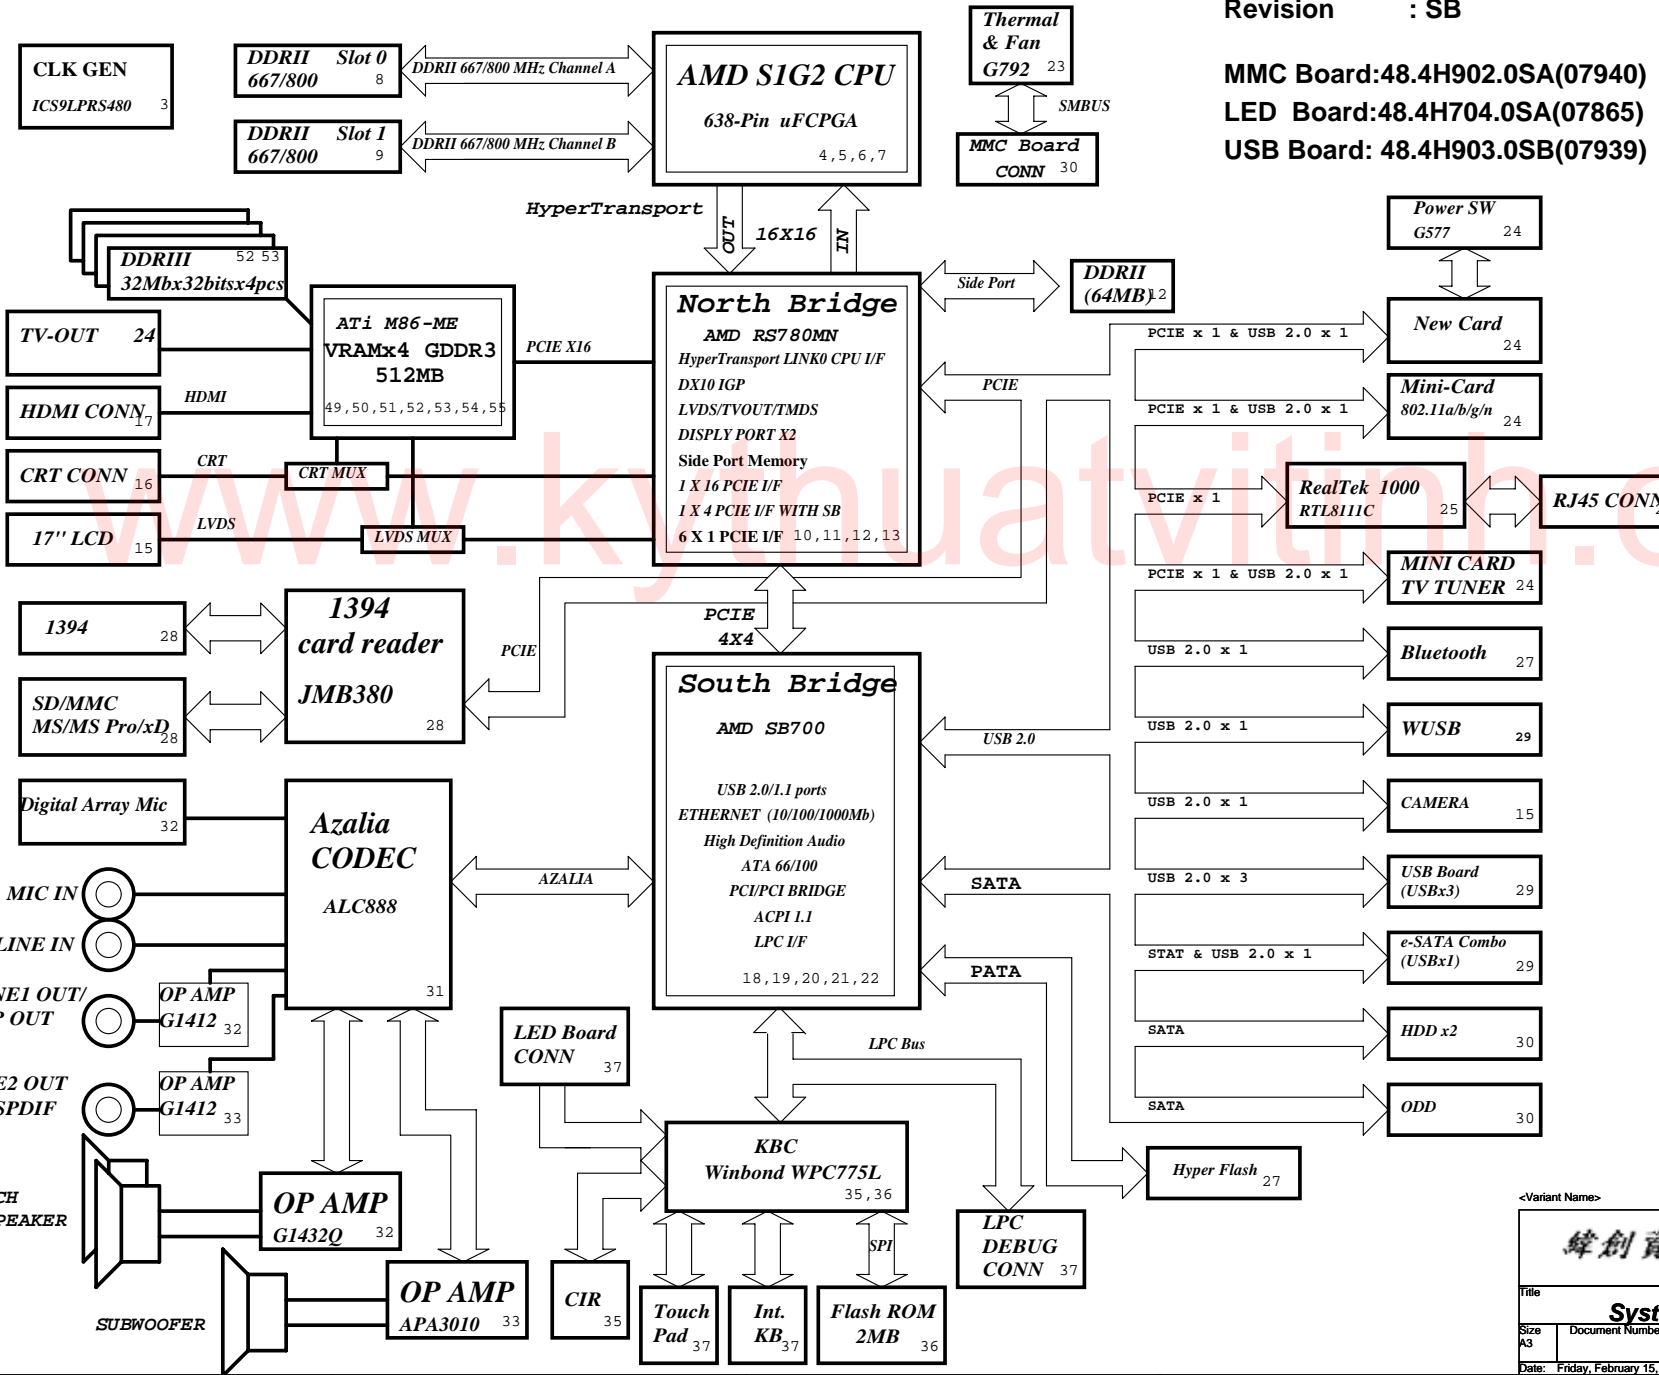 Revision : SB
MMC Board:48.4H902.0SA(07940)
LED Board:48.4H704.0SA(07865)
USB Board: 48.4H903.0SB(07939)
CLK GEN
ICS9LPRS480 3
DDRII Slot 0
667/800 8
DDRII 667/800 MHz Channel A
DDRII Slot 1
667/800 9
DDRII 667/800 MHz Channel B
AMD S1G2 CPU
638-Pin uFCPGA
4,5,6,7
Thermal
& Fan
G792 23
SMBUS
MMC Board
CONN 30
HyperTransport
OUT
16X16
IN
Power SW
G577 24
DDRIII 52 53
32Mbx32bitsx4pcs
ATi M86-ME
VRAMx4 GDDR3
512MB
49,50,51,52,53,54,55
PCIE X16
TV-OUT 24
HDMI CONN 17
HDMI
CRT CONN 16
CRT
CRT MUX
17" LCD 15
LVDS
LVDS MUX
North Bridge
AMD RS780MN
HyperTransport LINK0 CPU I/F
DX10 IGP
LVDS/TVOUT/TMDS
DISPLY PORT X2
Side Port Memory
1 X 16 PCIE I/F
1 X 4 PCIE I/F WITH SB
6 X 1 PCIE I/F 10,11,12,13
Side Port
DDRII
(64MB) 12
PCIE
PCIE x 1 & USB 2.0 x 1
New Card
24
PCIE x 1 & USB 2.0 x 1
Mini-Card
802.11a/b/g/n
24
PCIE x 1
RealTek 1000
RTL8111C 25
RJ45 CONN
PCIE x 1 & USB 2.0 x 1
MINI CARD
TV TUNER 24
www.kythuatvitinh.c
1394 28
SD/MMC
MS/MS Pro/xD 28
1394
card reader
JMB380
28
PCIE
PCIE
4X4
South Bridge
AMD SB700
USB 2.0/1.1 ports
ETHERNET (10/100/1000Mb)
High Definition Audio
ATA 66/100
PCI/PCI BRIDGE
ACPI 1.1
LPC I/F
18,19,20,21,22
USB 2.0
SATA
PATA
USB 2.0 x 1
Bluetooth 27
USB 2.0 x 1
WUSB 29
USB 2.0 x 1
CAMERA
15
USB 2.0 x 3
USB Board
(USBx3) 29
STAT & USB 2.0 x 1
e-SATA Combo
(USBx1) 29
SATA
HDD x2
30
SATA
ODD
30
Digital Array Mic
32
MIC IN
LINE IN
NE1 OUT/
P OUT
OP AMP
G1412 32
E2 OUT
SPDIF
OP AMP
G1412 33
Azalia
CODEC
ALC888
31
AZALIA
CH
PEAKER
OP AMP
G1432Q 32
SUBWOOFER
OP AMP
APA3010 33
LED Board
CONN
37
LPC Bus
KBC
Winbond WPC775L
35,36
CIR
35
Touch
Pad 37
Int.
KB 37
SPI
Flash ROM
2MB
36
LPC
DEBUG
CONN 37
Hyper Flash 27
<Variant Name>
緯創資
Title
Syst
Size
A3
Document Numbe
Date: Friday, February 15,